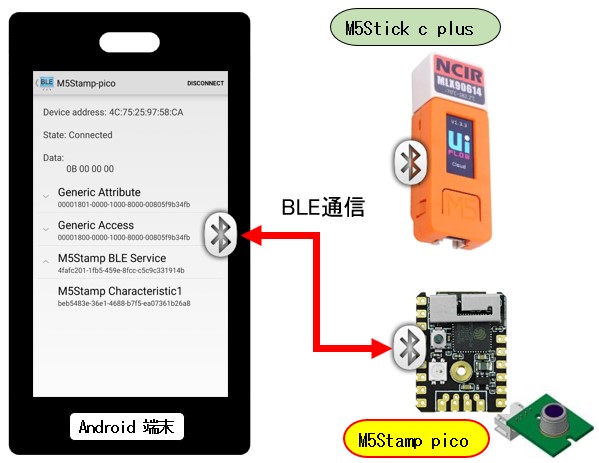 M5Stick c plus
BLE
M5Stamp-pico
DISCONNECT
Device address: 4C:75:25:97:58:CA
State: Connected
Data:
0B 00 00 00
Generic Attribute
00001801-0000-1000-8000-00805f9b34fb
Generic Access
00001800-0000-1000-8000-00805f9b34fb
M5Stamp BLE Service
4fafc201-1fb5-459e-8fcc-c5c9c331914b
M5Stamp Characteristic1
beb5483e-36e1-4688-b7f5-ea07361b26a8
Android 端末
BLE通信
NCIR
MLX90614
Ui
PLUS
Cloud
M5
M5Stamp pico